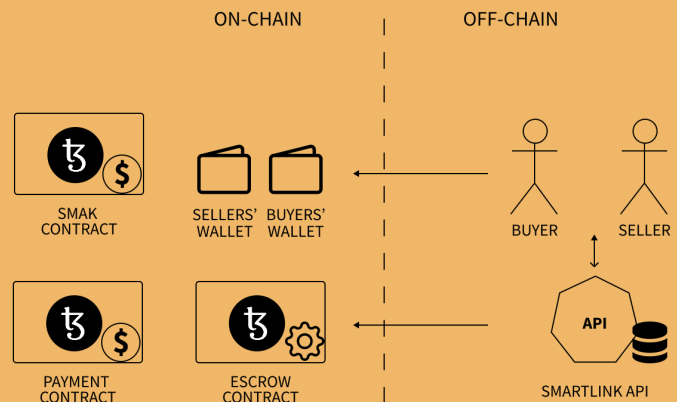 ON-CHAIN
OFF-CHAIN
$
SMAK
CONTRACT
SELLERS'
WALLET
BUYERS'
WALLET
BUYER
SELLER
$
API
PAYMENT
CONTRACT
ESCROW
CONTRACT
SMARTLINK API